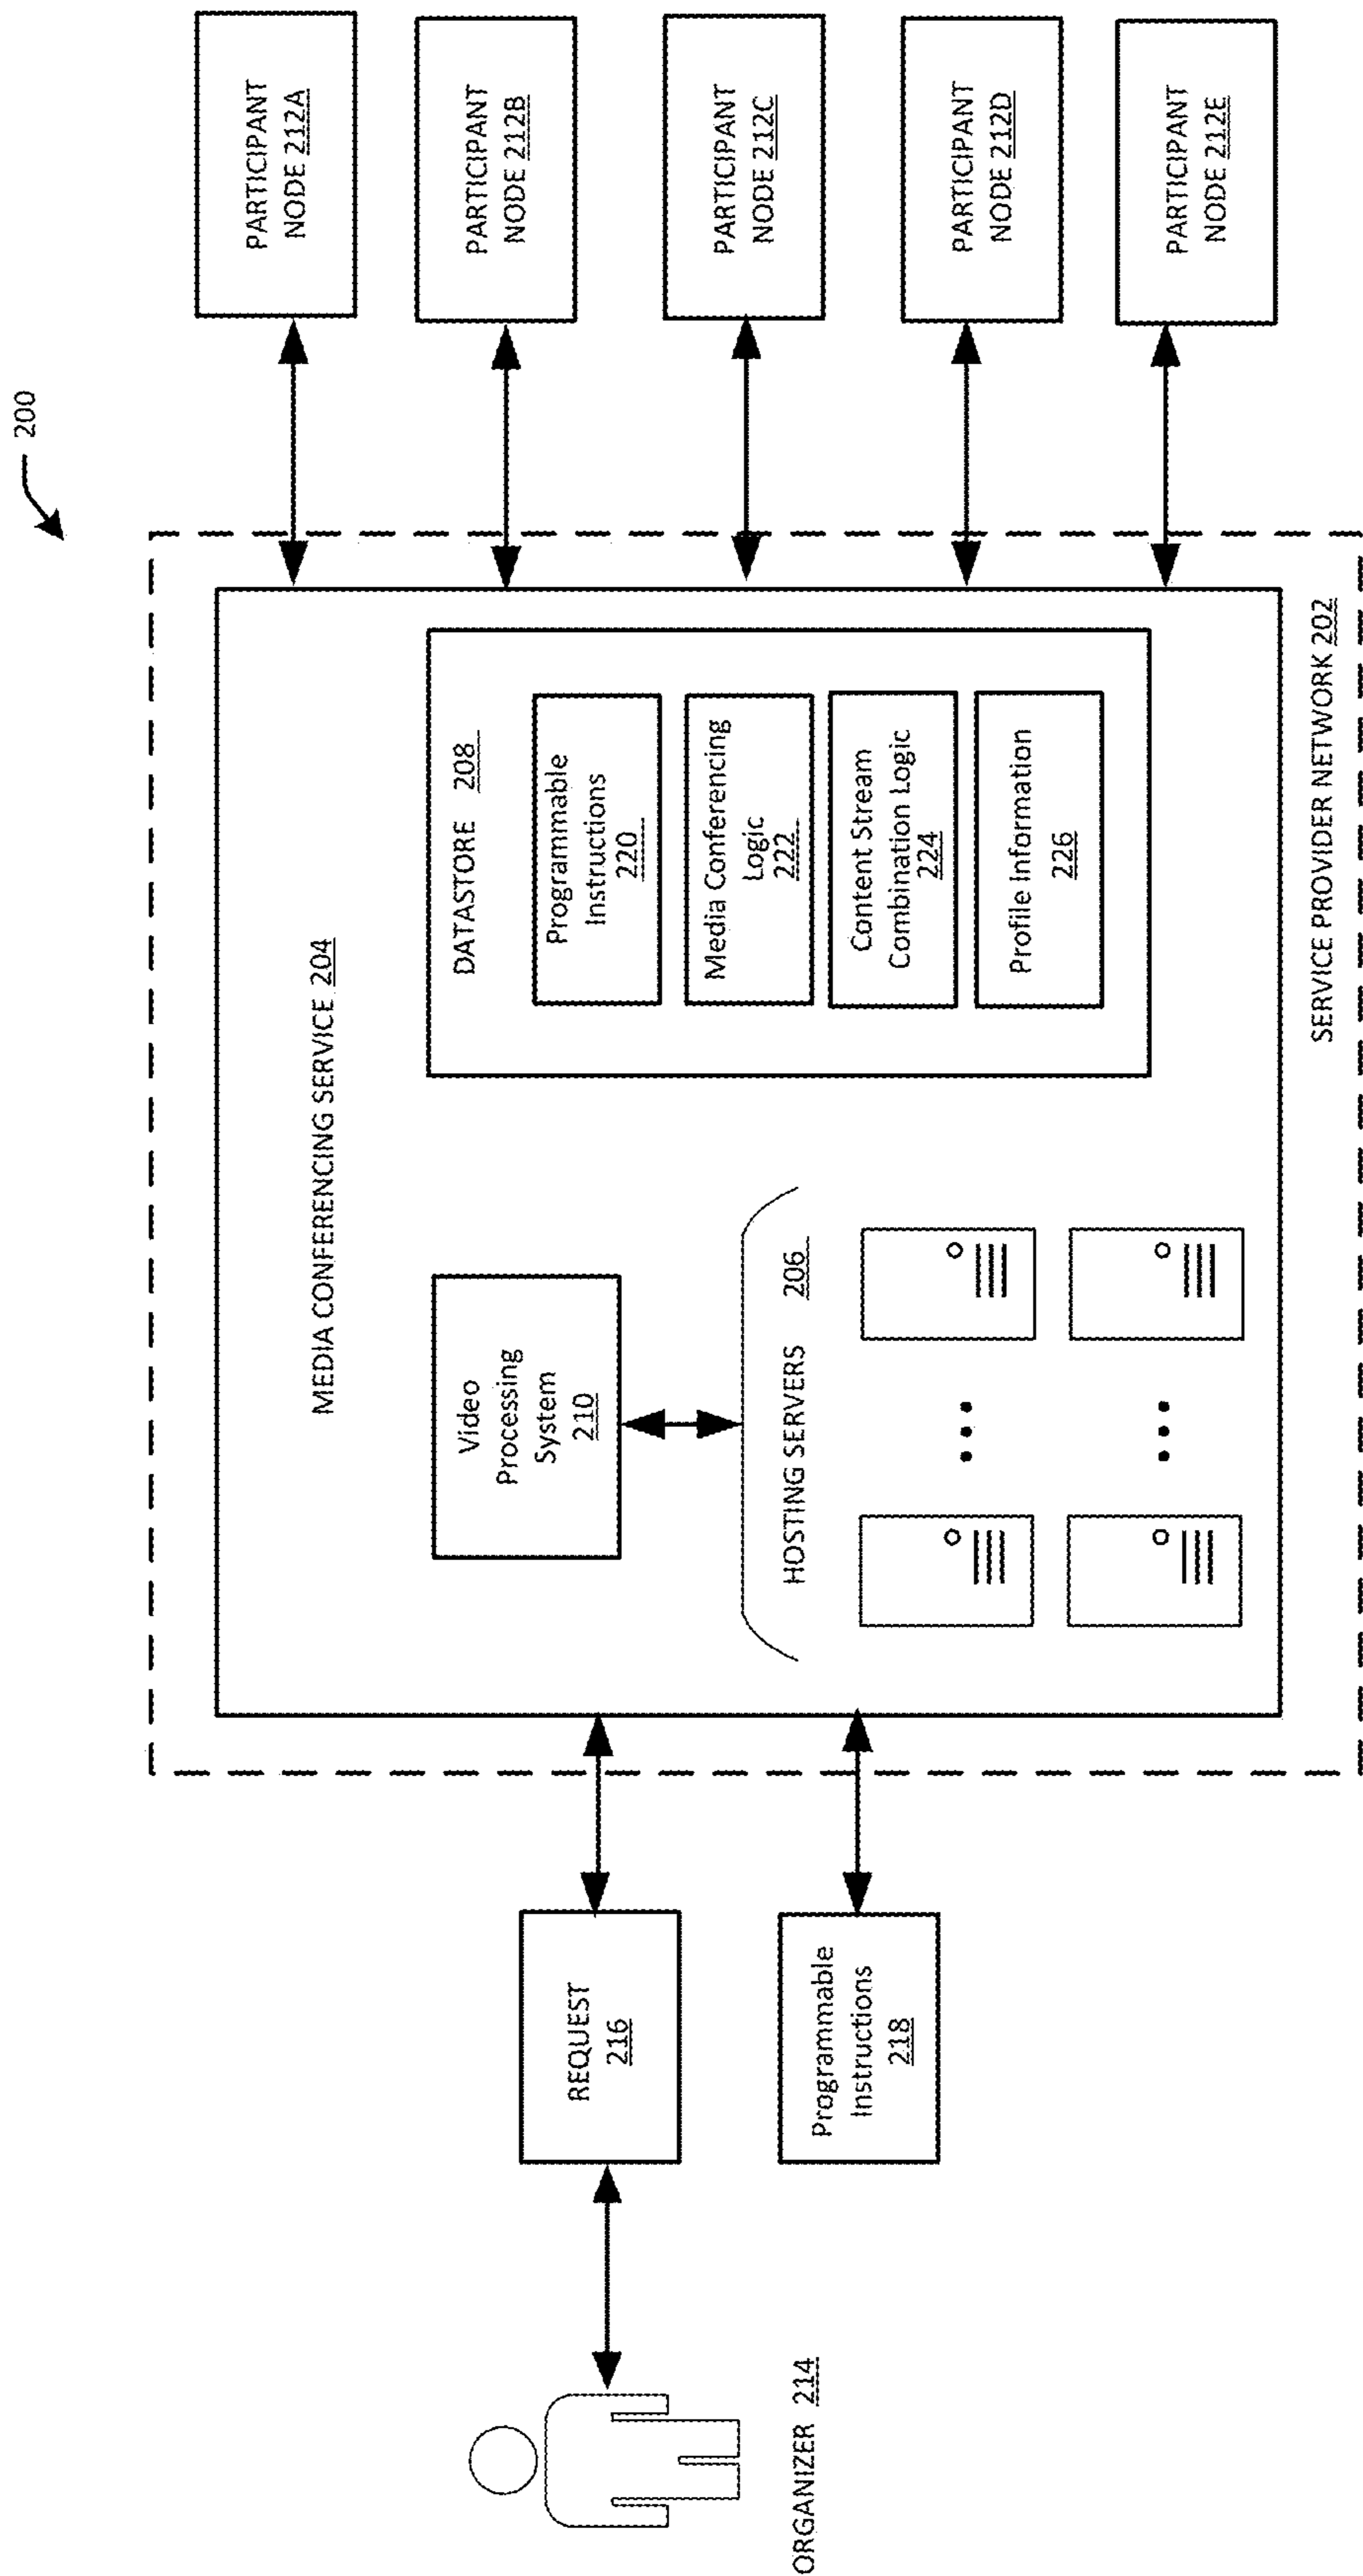 200
MEDIA CONFERENCING SERVICE 204
Video
Processing
System
210
HOSTING SERVERS 206
DATASTORE 208
Programmable
Instructions
220
Media Conferencing
Logic
222
Content Stream
Combination Logic
224
Profile Information
226
SERVICE PROVIDER NETWORK 202
ORGANIZER 214
REQUEST
216
Programmable
Instructions
218
PARTICIPANT
NODE 212A
PARTICIPANT
NODE 212B
PARTICIPANT
NODE 212C
PARTICIPANT
NODE 212D
PARTICIPANT
NODE 212E